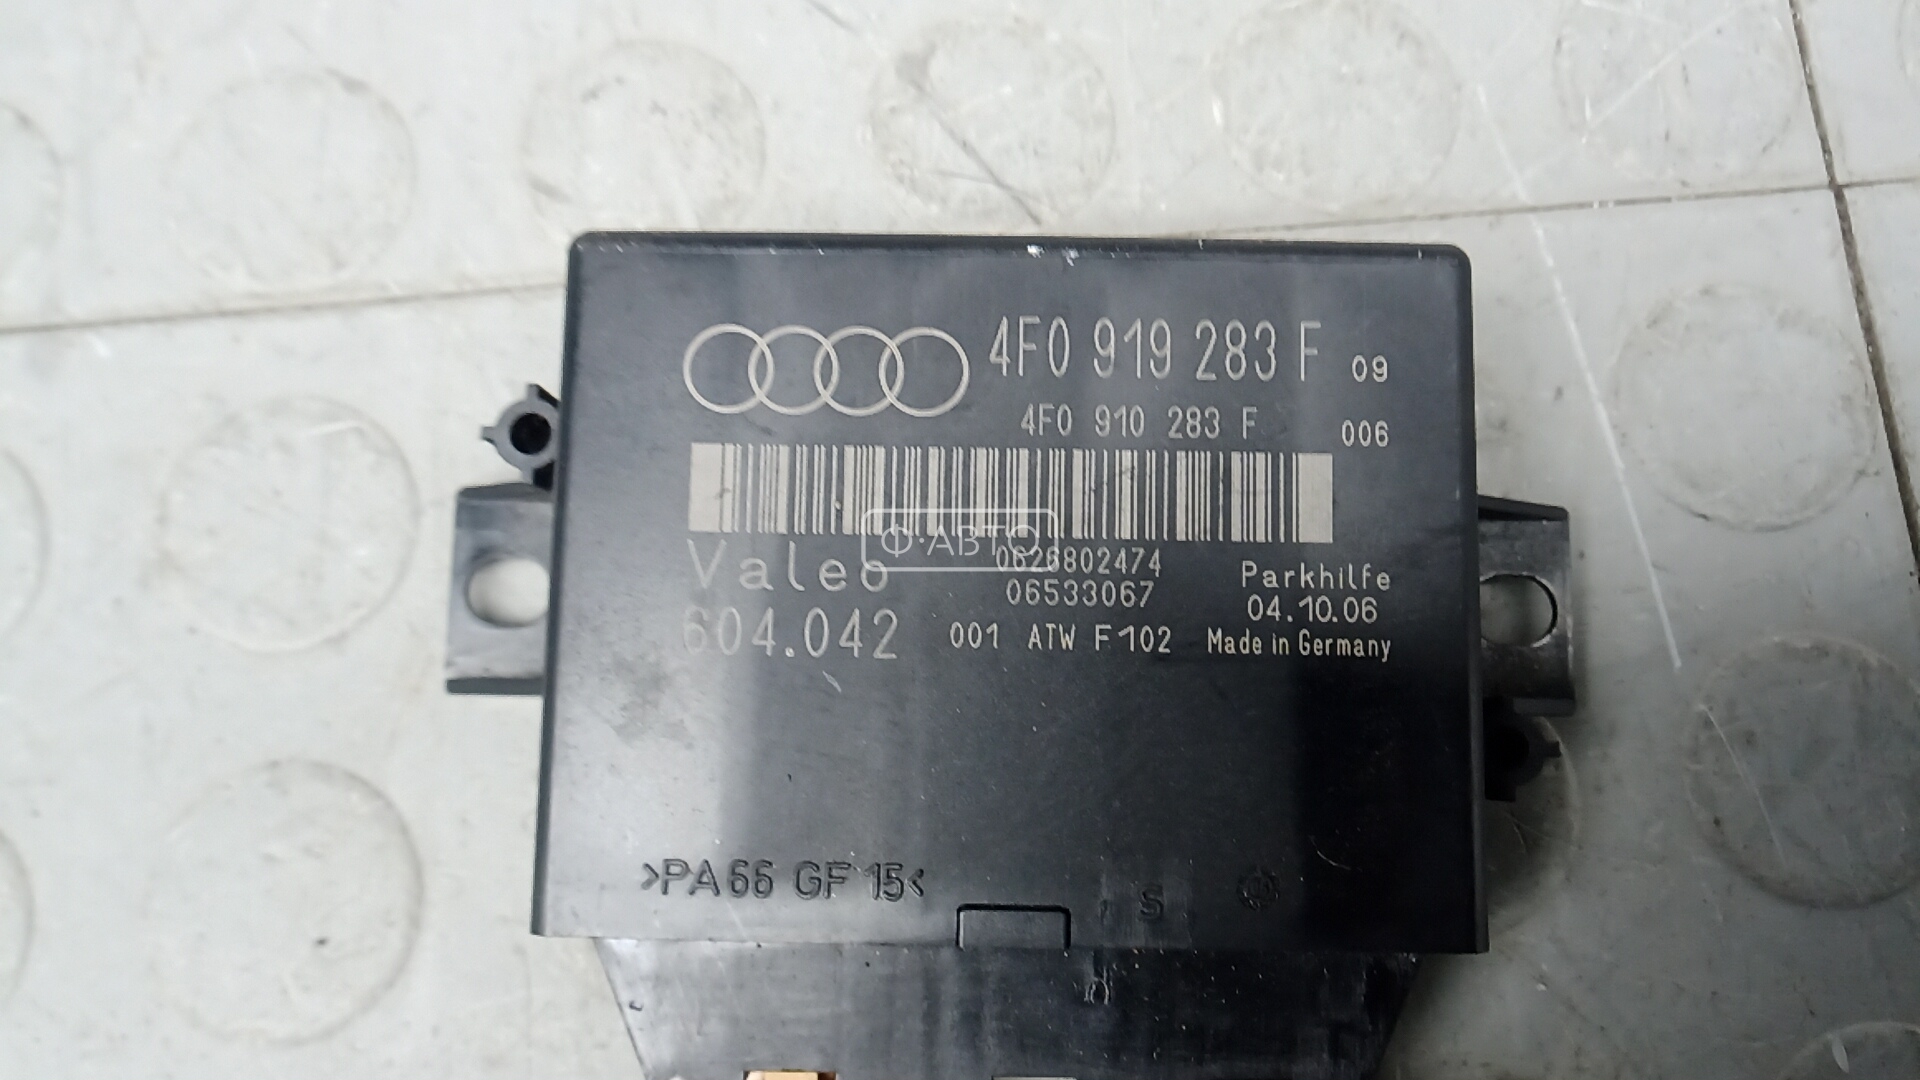 4F0 919 283 F 09
4F0 910 283 F 006
Ф·АВТО
Valeo 0626802474
06533067
Parkhilfe
604.042 04.10.06
001 ATW F102 Made in Germany
>PA66 GF 15<
S